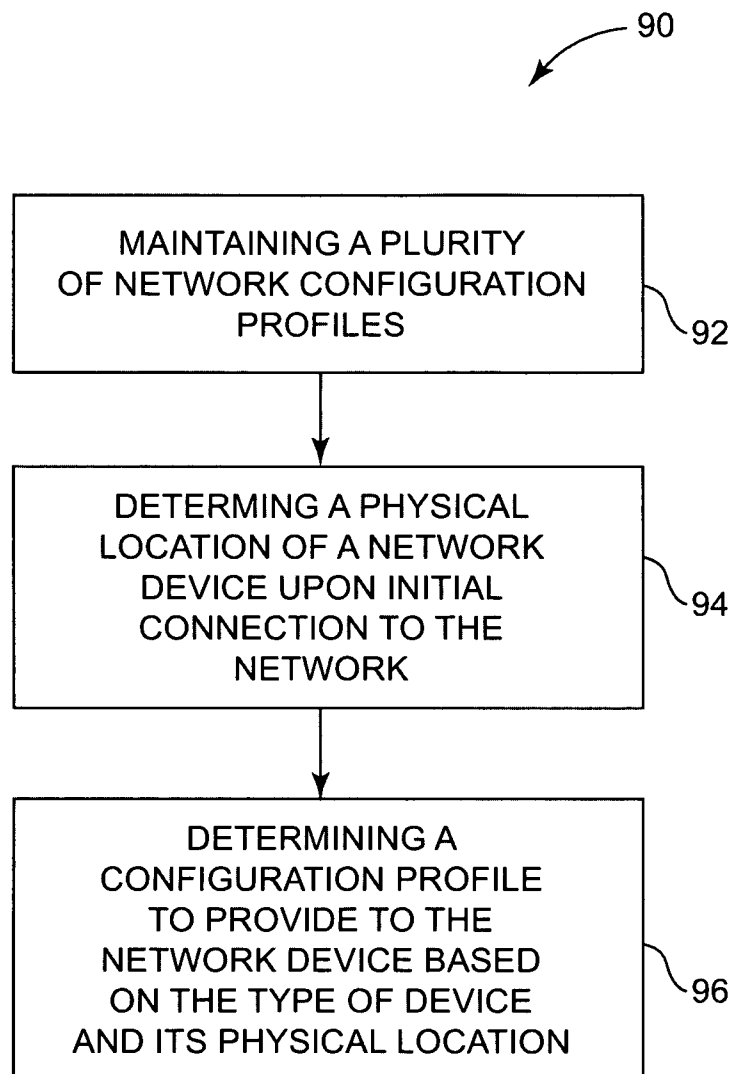 90
MAINTAINING A PLURITY
OF NETWORK CONFIGURATION
PROFILES
92
DETERMING A PHYSICAL
LOCATION OF A NETWORK
DEVICE UPON INITIAL
CONNECTION TO THE
NETWORK
94
DETERMINING A
CONFIGURATION PROFILE
TO PROVIDE TO THE
NETWORK DEVICE BASED
ON THE TYPE OF DEVICE
AND ITS PHYSICAL LOCATION
96